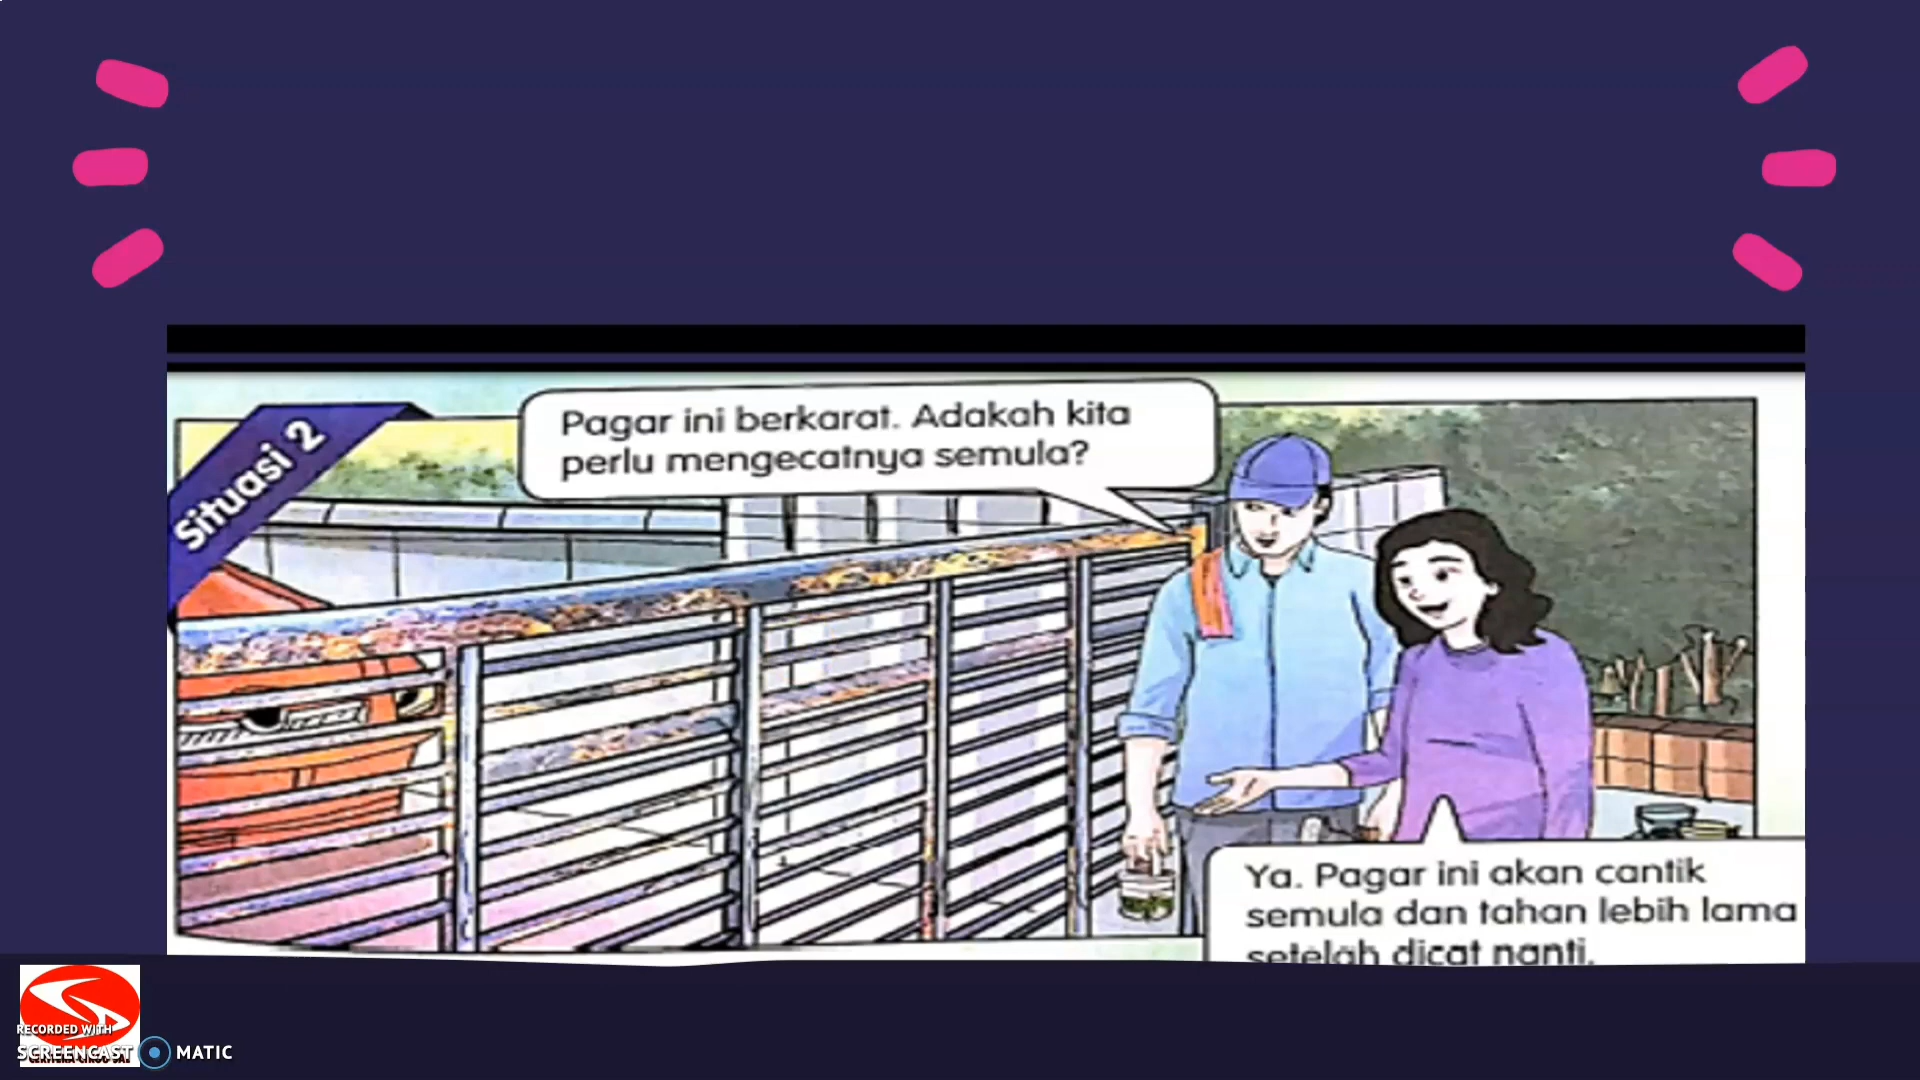 Situasi 2
Pagar ini berkarat. Adakah kita
perlu mengecatnya semula?
Ya. Pagar ini akan cantik
semula dan tahan lebih lama
setelah dicat nanti.
RECORDED WITH
SCREENCAST MATIC